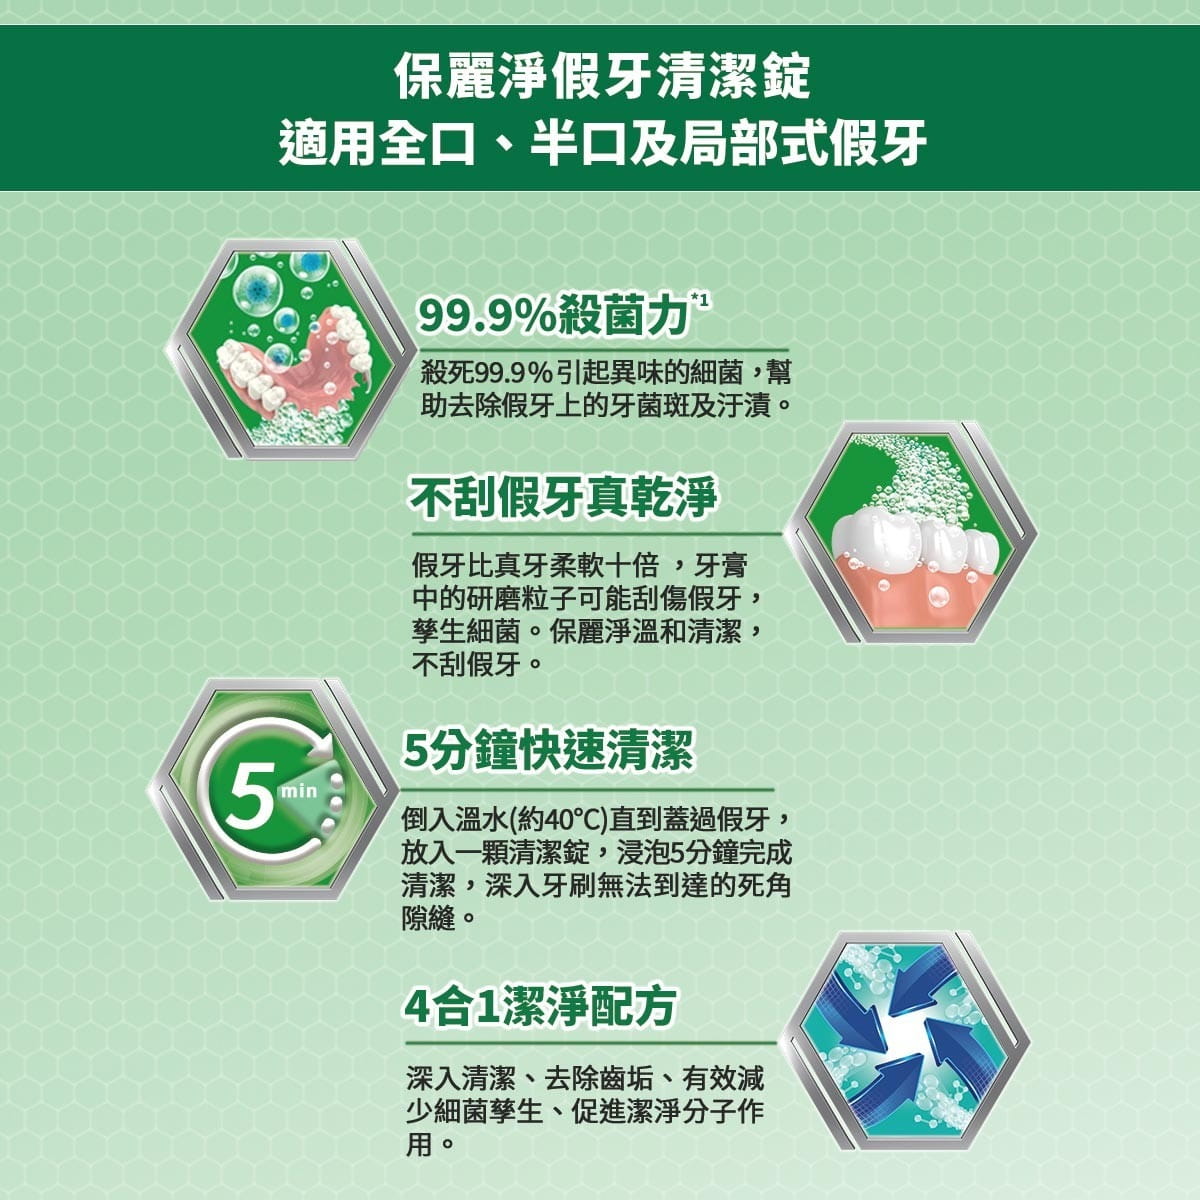 保麗淨假牙清潔錠
適用全口、半口及局部式假牙
99.9%殺菌力*1
殺死99.9%引起異味的細菌，幫
助去除假牙上的牙菌斑及汙漬。
不刮假牙真乾淨
假牙比真牙柔軟十倍，牙膏
中的研磨粒子可能刮傷假牙，
孳生細菌。保麗淨溫和清潔，
不刮假牙。
5 min
5分鐘快速清潔
倒入溫水(約40°C)直到蓋過假牙，
放入一顆清潔錠，浸泡5分鐘完成
清潔，深入牙刷無法到達的死角
隙縫。
4合1潔淨配方
深入清潔、去除齒垢、有效減
少細菌孳生、促進潔淨分子作
用。